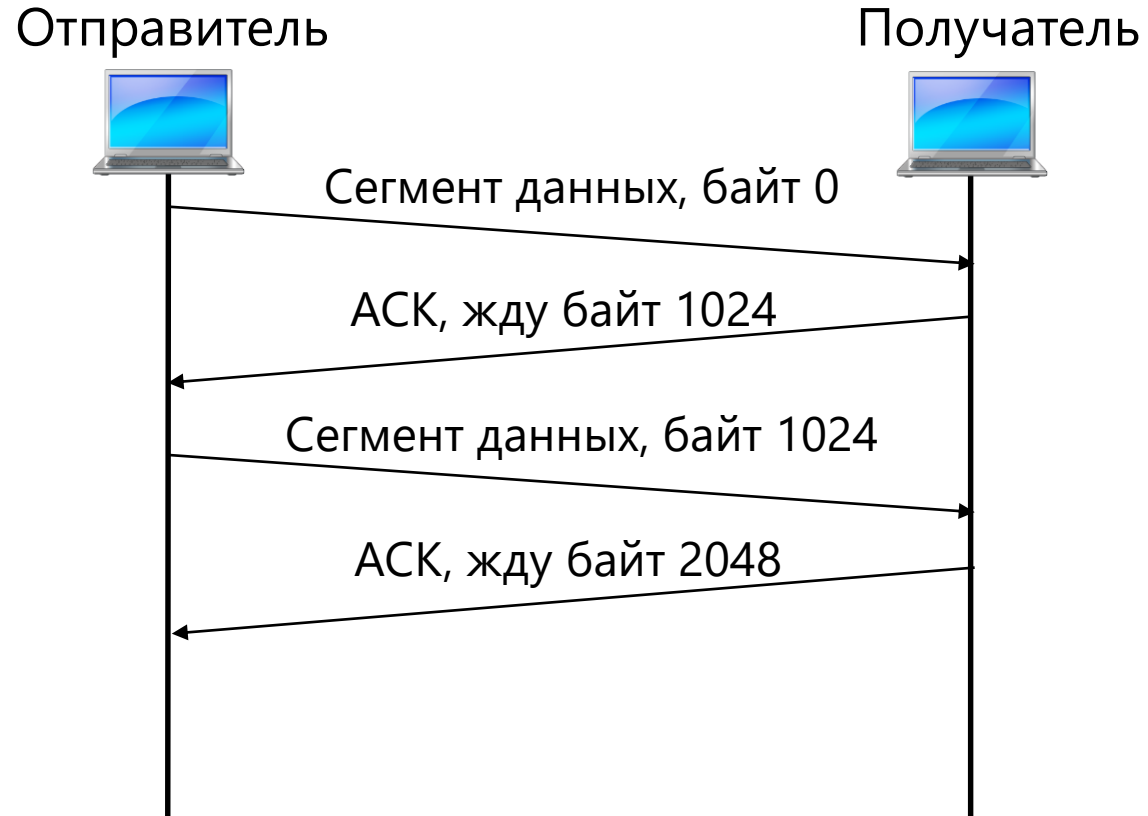 Отправитель
Получатель
Сегмент данных, байт 0
АСК, жду байт 1024
Сегмент данных, байт 1024
АСК, жду байт 2048